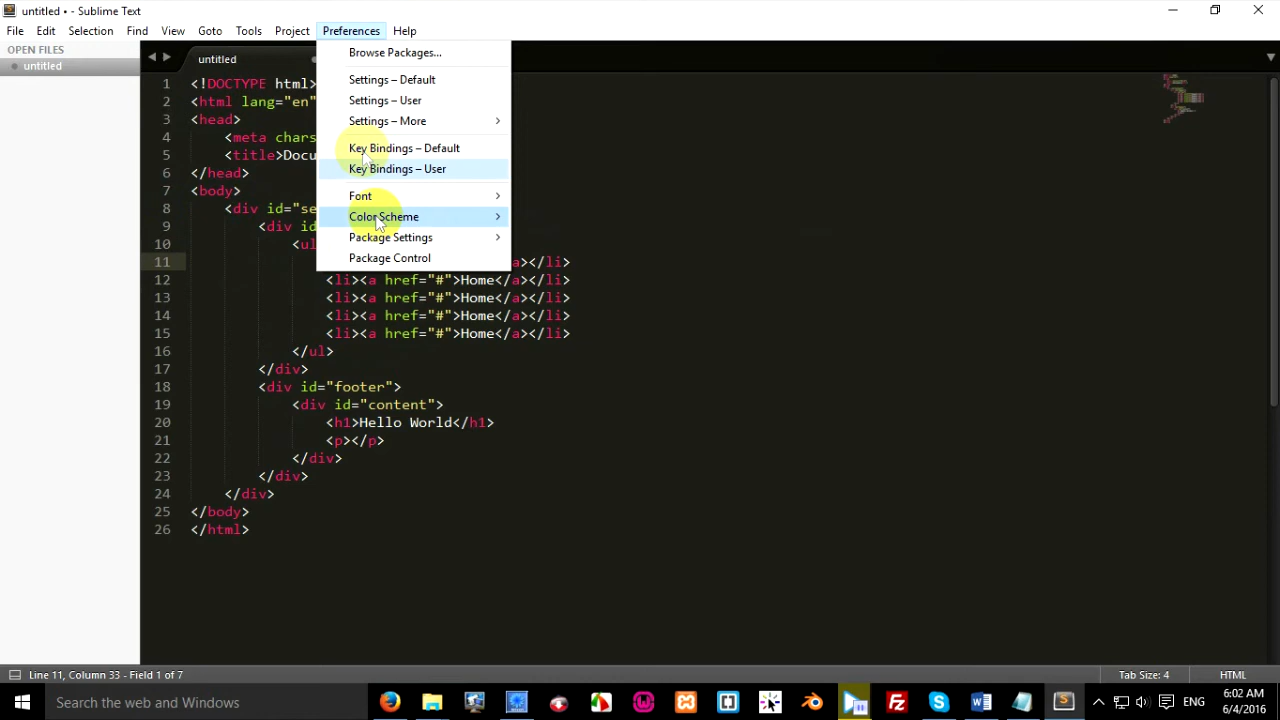 untitled • - Sublime Text
File Edit Selection Find View Goto Tools Project Preferences Help
OPEN FILES
untitled
untitled
Browse Packages...
Settings – Default
Settings – User
Settings – More
Key Bindings – Default
Key Bindings – User
Font
Color Scheme
Package Settings
Package Control
1 <!DOCTYPE html>
2 <html lang="en"
3 <head>
4 <meta chars
5 <title>Docu
6 </head>
7 <body>
8 <div id="se
9 <div id
10 <ul
11 a></li>
12 <li><a href="#">Home</a></li>
13 <li><a href="#">Home</a></li>
14 <li><a href="#">Home</a></li>
15 <li><a href="#">Home</a></li>
16 </ul>
17 </div>
18 <div id="footer">
19 <div id="content">
20 <h1>Hello World</h1>
21 <p></p>
22 </div>
23 </div>
24 </div>
25 </body>
26 </html>
Line 11, Column 33 - Field 1 of 7
Tab Size: 4
HTML
Search the web and Windows
ENG
6:02 AM
6/4/2016